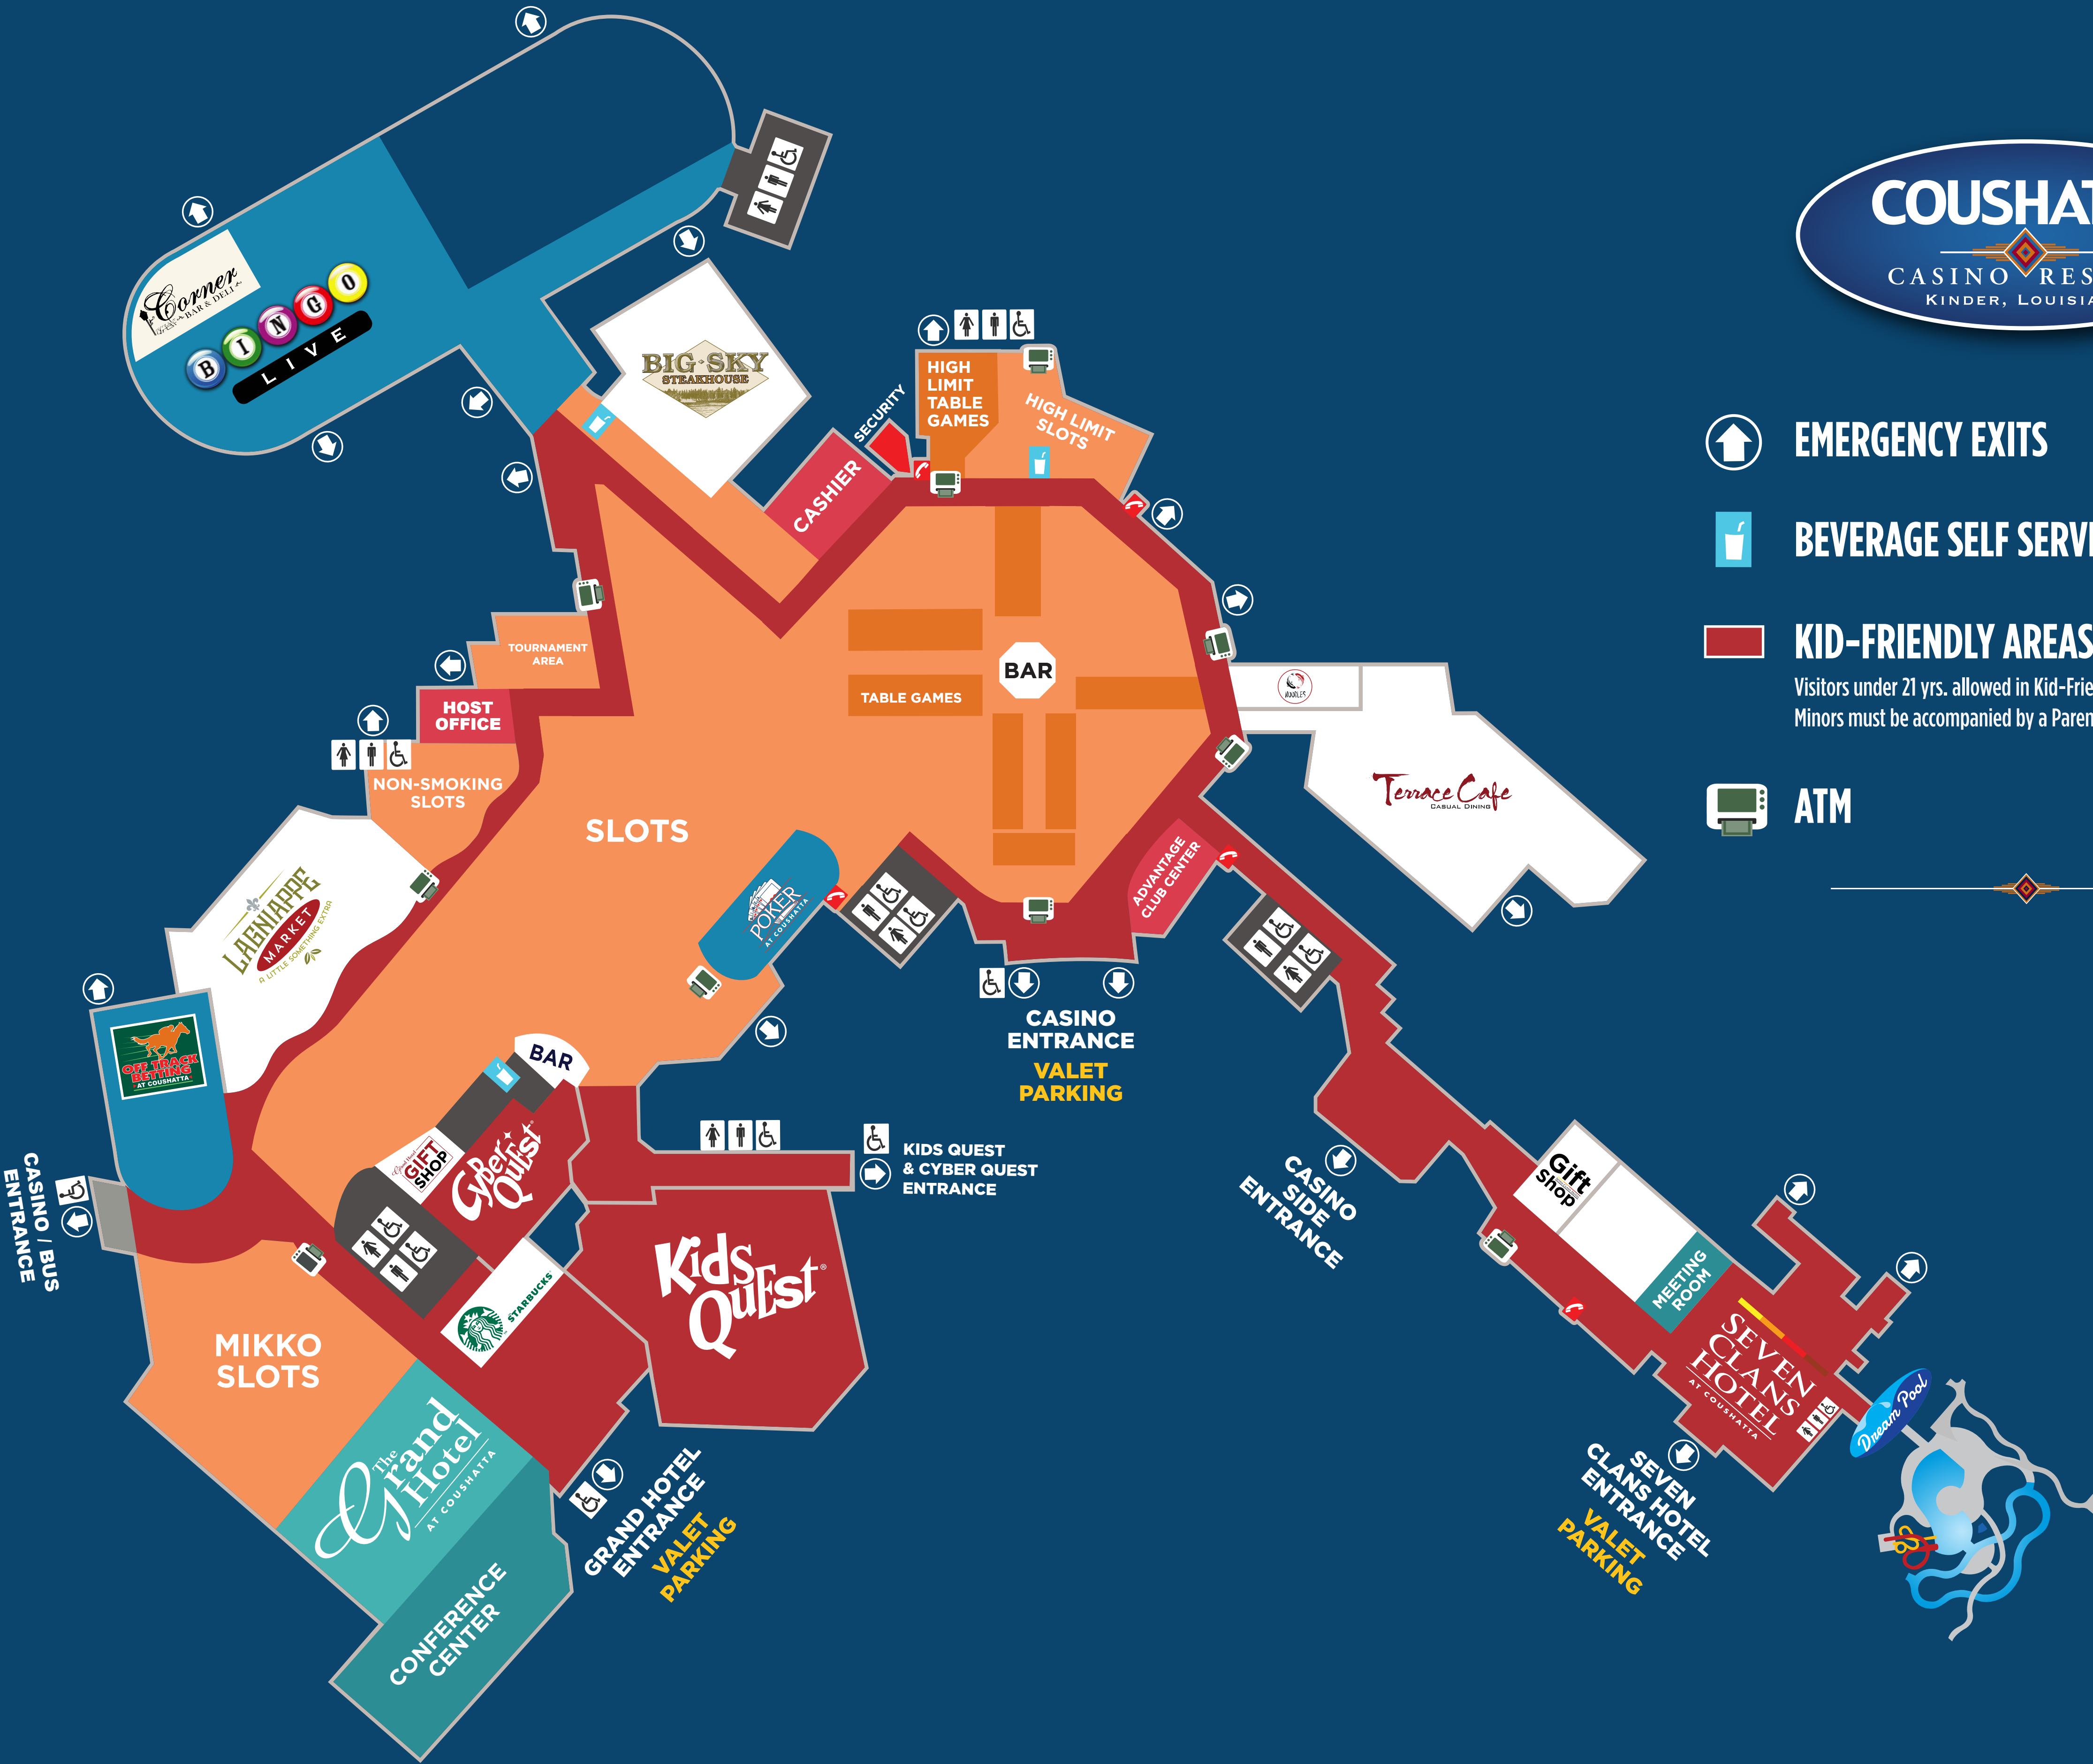 Corner
BAR & DELI
B I N G O
LIVE
BIG SKY
STEAKHOUSE
SECURITY
CASHIER
HIGH
LIMIT
TABLE
GAMES
HIGH LIMIT
SLOTS
TOURNAMENT
AREA
HOST
OFFICE
NON-SMOKING
SLOTS
SLOTS
TABLE GAMES
BAR
NOODLES
Terrace Cafe
CASUAL DINING
ADVANTAGE
CLUB CENTER
POKER
AT COUSHATTA
LAGNIAPPE
MARKET
A LITTLE SOMETHING EXTRA
OFF TRACK
BETTING
AT COUSHATTA
CASINO / BUS
ENTRANCE
BAR
GIFT
SHOP
CYBER
QUEST
STARBUCKS
Kids
QuEst®
KIDS QUEST
& CYBER QUEST
ENTRANCE
CASINO
ENTRANCE
VALET
PARKING
CASINO
SIDE
ENTRANCE
MIKKO
SLOTS
The
Grand
Hotel
AT COUSHATTA
CONFERENCE
CENTER
GRAND HOTEL
ENTRANCE
VALET
PARKING
Gift
Shop
MEETING
ROOM
SEVEN
CLANS
HOTEL
AT COUSHATTA
Dream Pool
SEVEN
CLANS HOTEL
ENTRANCE
VALET
PARKING
COUSHAT
CASINO RES
KINDER, LOUISIA
EMERGENCY EXITS
BEVERAGE SELF SERVI
KID-FRIENDLY AREAS
Visitors under 21 yrs. allowed in Kid-Frie
Minors must be accompanied by a Paren
ATM